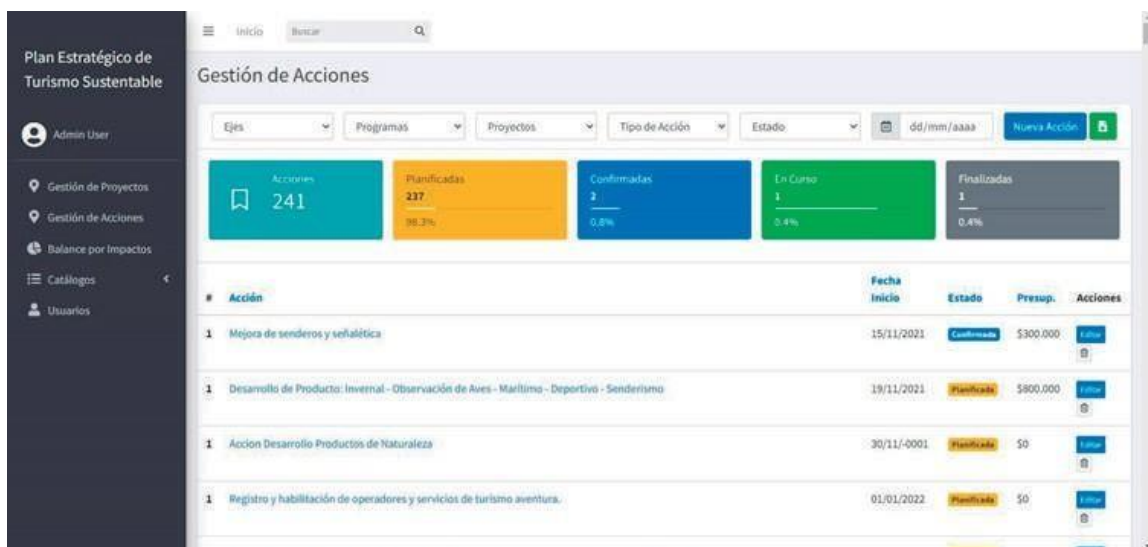 Inicio Buscar
Plan Estratégico de
Turismo Sustentable
Admin User
Gestión de Proyectos
Gestión de Acciones
Balance por Impactos
Catálogos
Usuarios
Gestión de Acciones
Ejes Programas Proyectos Tipo de Acción Estado dd/mm/aaaa Nueva Acción
Acciones
241
Planificadas
237
98.3%
Confirmadas
2
0.8%
En Curso
1
0.4%
Finalizadas
1
0.4%
# Acción Fecha Inicio Estado Presup. Acciones
1 Mejora de senderos y señalética 15/11/2021 Confirmada $300.000 Editar
1 Desarrollo de Producto: Invernal - Observación de Aves - Marítimo - Deportivo - Senderismo 19/11/2021 Planificada $800.000 Editar
1 Accion Desarrollo Productos de Naturaleza 30/11/-0001 Planificada $0 Editar
1 Registro y habilitación de operadores y servicios de turismo aventura. 01/01/2022 Planificada $0 Editar